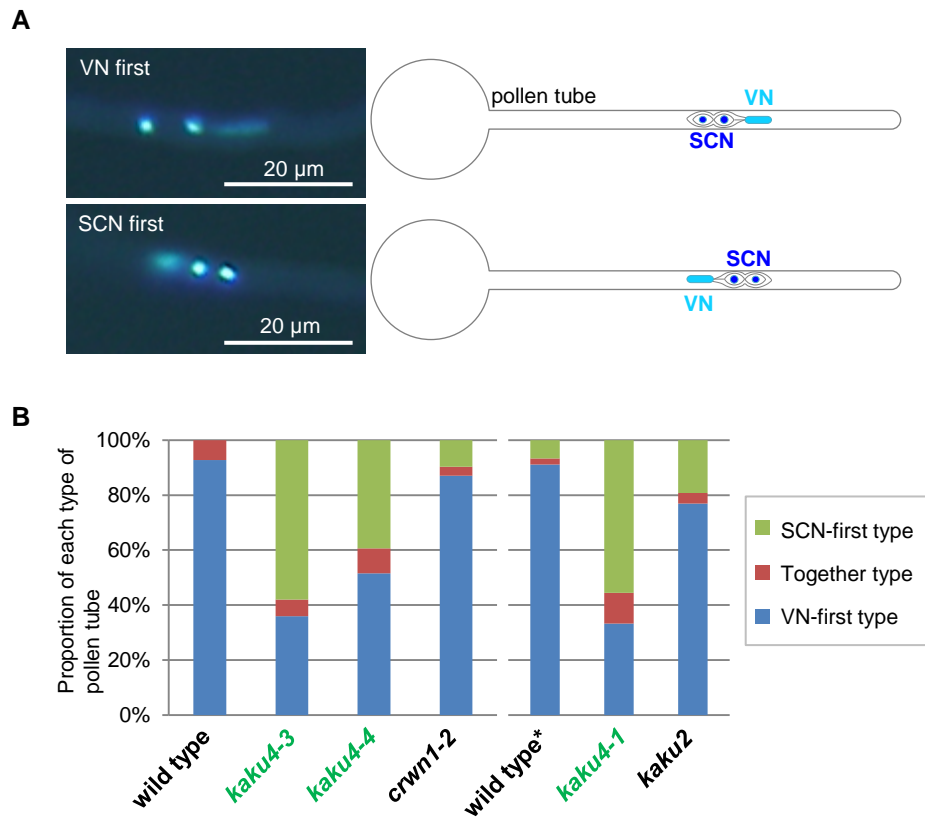 A
VN first
20 µm
pollen tube
VN
SCN
SCN first
20 µm
SCN
VN
B
Proportion of each type of
pollen tube
100%
80%
60%
40%
20%
0%
wild type
kaku4-3
kaku4-4
crwn1-2
wild type*
kaku4-1
kaku2
SCN-first type
Together type
VN-first type